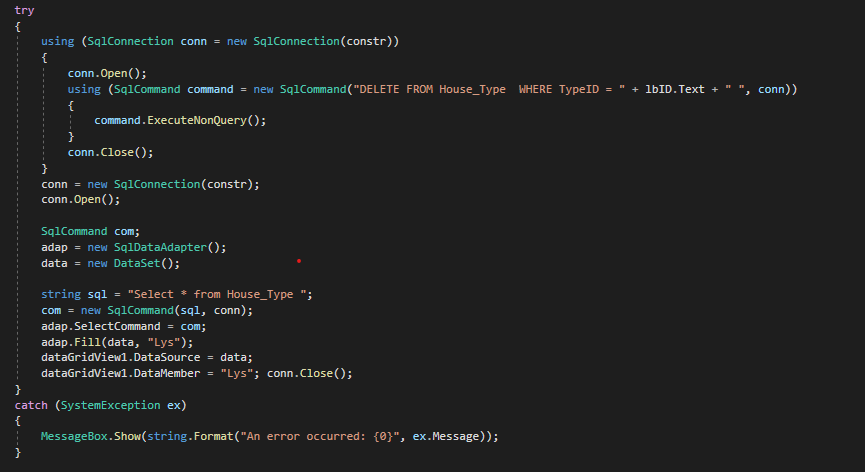 try
{
using (SqlConnection conn = new SqlConnection(constr))
{
conn.Open();
using (SqlCommand command = new SqlCommand("DELETE FROM House_Type  WHERE TypeID = " + lbID.Text + " ", conn))
{
command.ExecuteNonQuery();
}
conn.Close();
}
conn = new SqlConnection(constr);
conn.Open();
SqlCommand com;
adap = new SqlDataAdapter();
data = new DataSet();
string sql = "Select * from House_Type ";
com = new SqlCommand(sql, conn);
adap.SelectCommand = com;
adap.Fill(data, "Lys");
dataGridView1.DataSource = data;
dataGridView1.DataMember = "Lys"; conn.Close();
}
catch (SystemException ex)
{
MessageBox.Show(string.Format("An error occurred: {0}", ex.Message));
}